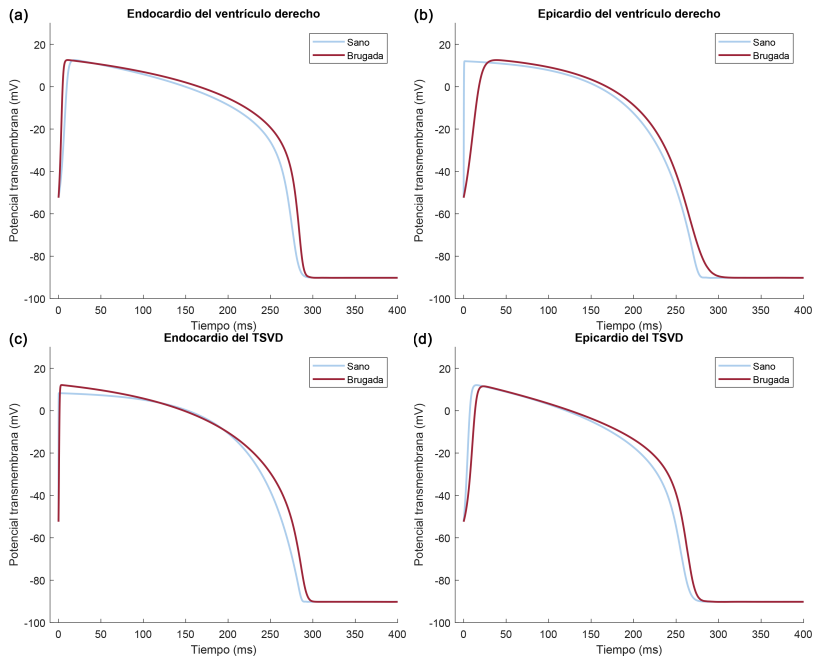 (a)
Endocardio del ventrículo derecho
Potencial transmembrana (mV)
20
0
-20
-40
-60
-80
-100
Sano
Brugada
0 50 100 150 200 250 300 350 400
Tiempo (ms)
(b)
Epicardio del ventrículo derecho
Potencial transmembrana (mV)
20
0
-20
-40
-60
-80
-100
Sano
Brugada
0 50 100 150 200 250 300 350 400
Tiempo (ms)
(c)
Endocardio del TSVD
Potencial transmembrana (mV)
20
0
-20
-40
-60
-80
-100
Sano
Brugada
0 50 100 150 200 250 300 350 400
Tiempo (ms)
(d)
Epicardio del TSVD
Potencial transmembrana (mV)
20
0
-20
-40
-60
-80
-100
Sano
Brugada
0 50 100 150 200 250 300 350 400
Tiempo (ms)